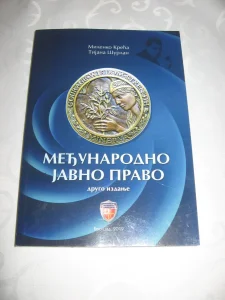 Миленко Крећа
Тијана Шурлан
МЕЂУНАРОДНО
ЈАВНО ПРАВО
друго издање